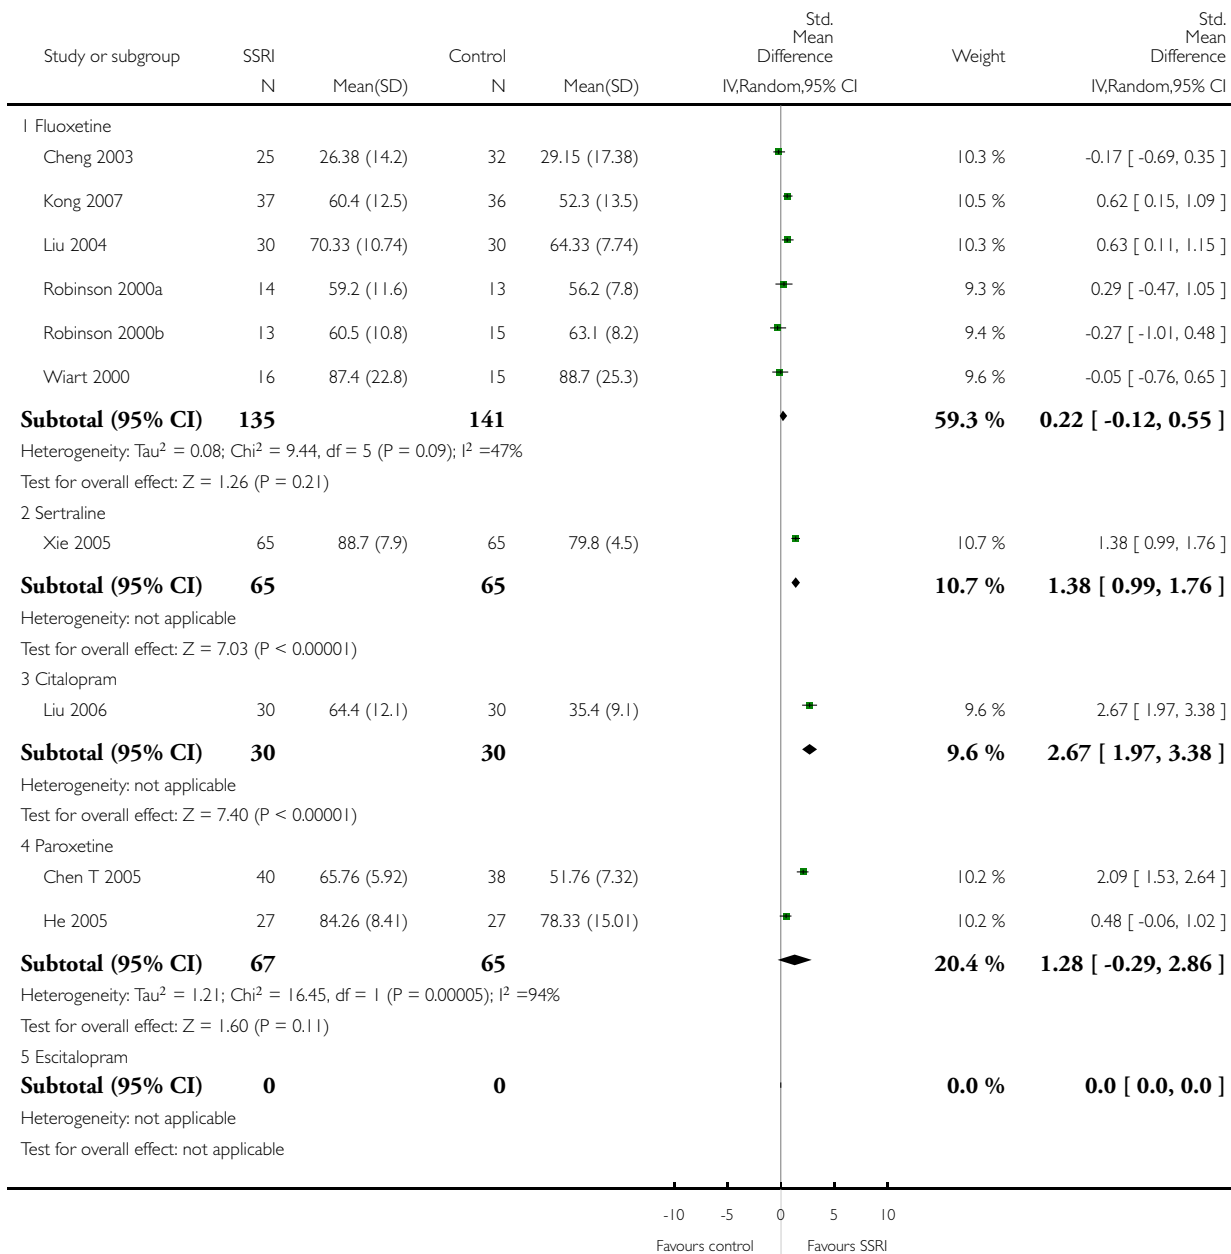 Study or subgroup SSRI Control Std. Mean Difference Weight Std. Mean Difference
N Mean(SD) N Mean(SD) IV,Random,95% CI IV,Random,95% CI
1 Fluoxetine
Cheng 2003 25 26.38 (14.2) 32 29.15 (17.38) 10.3 % -0.17 [ -0.69, 0.35 ]
Kong 2007 37 60.4 (12.5) 36 52.3 (13.5) 10.5 % 0.62 [ 0.15, 1.09 ]
Liu 2004 30 70.33 (10.74) 30 64.33 (7.74) 10.3 % 0.63 [ 0.11, 1.15 ]
Robinson 2000a 14 59.2 (11.6) 13 56.2 (7.8) 9.3 % 0.29 [ -0.47, 1.05 ]
Robinson 2000b 13 60.5 (10.8) 15 63.1 (8.2) 9.4 % -0.27 [ -1.01, 0.48 ]
Wiart 2000 16 87.4 (22.8) 15 88.7 (25.3) 9.6 % -0.05 [ -0.76, 0.65 ]
Subtotal (95% CI) 135 141 59.3 % 0.22 [ -0.12, 0.55 ]
Heterogeneity: Tau² = 0.08; Chi² = 9.44, df = 5 (P = 0.09); I² =47%
Test for overall effect: Z = 1.26 (P = 0.21)
2 Sertraline
Xie 2005 65 88.7 (7.9) 65 79.8 (4.5) 10.7 % 1.38 [ 0.99, 1.76 ]
Subtotal (95% CI) 65 65 10.7 % 1.38 [ 0.99, 1.76 ]
Heterogeneity: not applicable
Test for overall effect: Z = 7.03 (P < 0.00001)
3 Citalopram
Liu 2006 30 64.4 (12.1) 30 35.4 (9.1) 9.6 % 2.67 [ 1.97, 3.38 ]
Subtotal (95% CI) 30 30 9.6 % 2.67 [ 1.97, 3.38 ]
Heterogeneity: not applicable
Test for overall effect: Z = 7.40 (P < 0.00001)
4 Paroxetine
Chen T 2005 40 65.76 (5.92) 38 51.76 (7.32) 10.2 % 2.09 [ 1.53, 2.64 ]
He 2005 27 84.26 (8.41) 27 78.33 (15.01) 10.2 % 0.48 [ -0.06, 1.02 ]
Subtotal (95% CI) 67 65 20.4 % 1.28 [ -0.29, 2.86 ]
Heterogeneity: Tau² = 1.21; Chi² = 16.45, df = 1 (P = 0.00005); I² =94%
Test for overall effect: Z = 1.60 (P = 0.11)
5 Escitalopram
Subtotal (95% CI) 0 0 0.0 % 0.0 [ 0.0, 0.0 ]
Heterogeneity: not applicable
Test for overall effect: not applicable
-10 -5 0 5 10
Favours control Favours SSRI